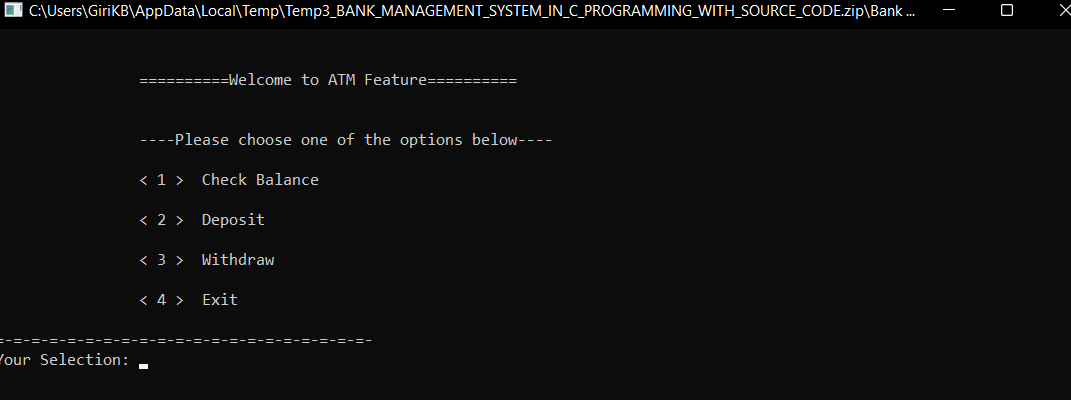 C:\Users\GiriKB\AppData\Local\Temp\Temp3_BANK_MANAGEMENT_SYSTEM_IN_C_PROGRAMMING_WITH_SOURCE_CODE.zip\Bank ...
==========Welcome to ATM Feature==========
----Please choose one of the options below----
< 1 >  Check Balance
< 2 >  Deposit
< 3 >  Withdraw
< 4 >  Exit
=-=-=-=-=-=-=-=-=-=-=-=-=-=-=-=-=-=-=-=-=-
Your Selection: